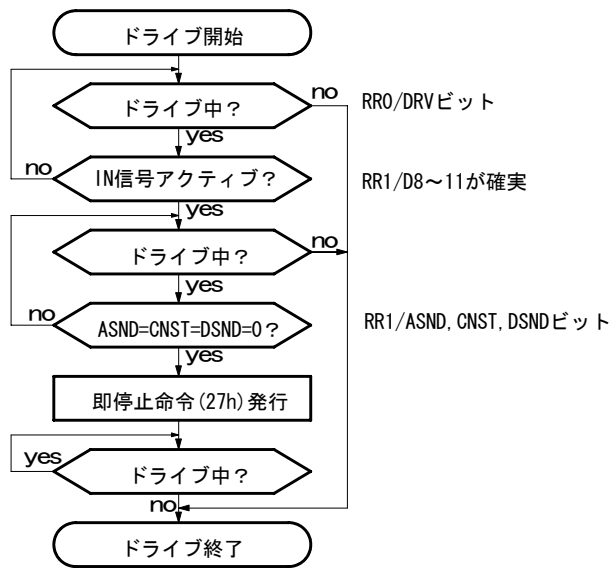 ドライブ開始
ドライブ中？
no
RR0/DRVビット
yes
no
IN信号アクティブ？
RR1/D8～11が確実
yes
ドライブ中？
no
yes
no
ASND=CNST=DSND=0？
RR1/ASND, CNST, DSNDビット
yes
即停止命令(27h)発行
yes
ドライブ中？
no
ドライブ終了